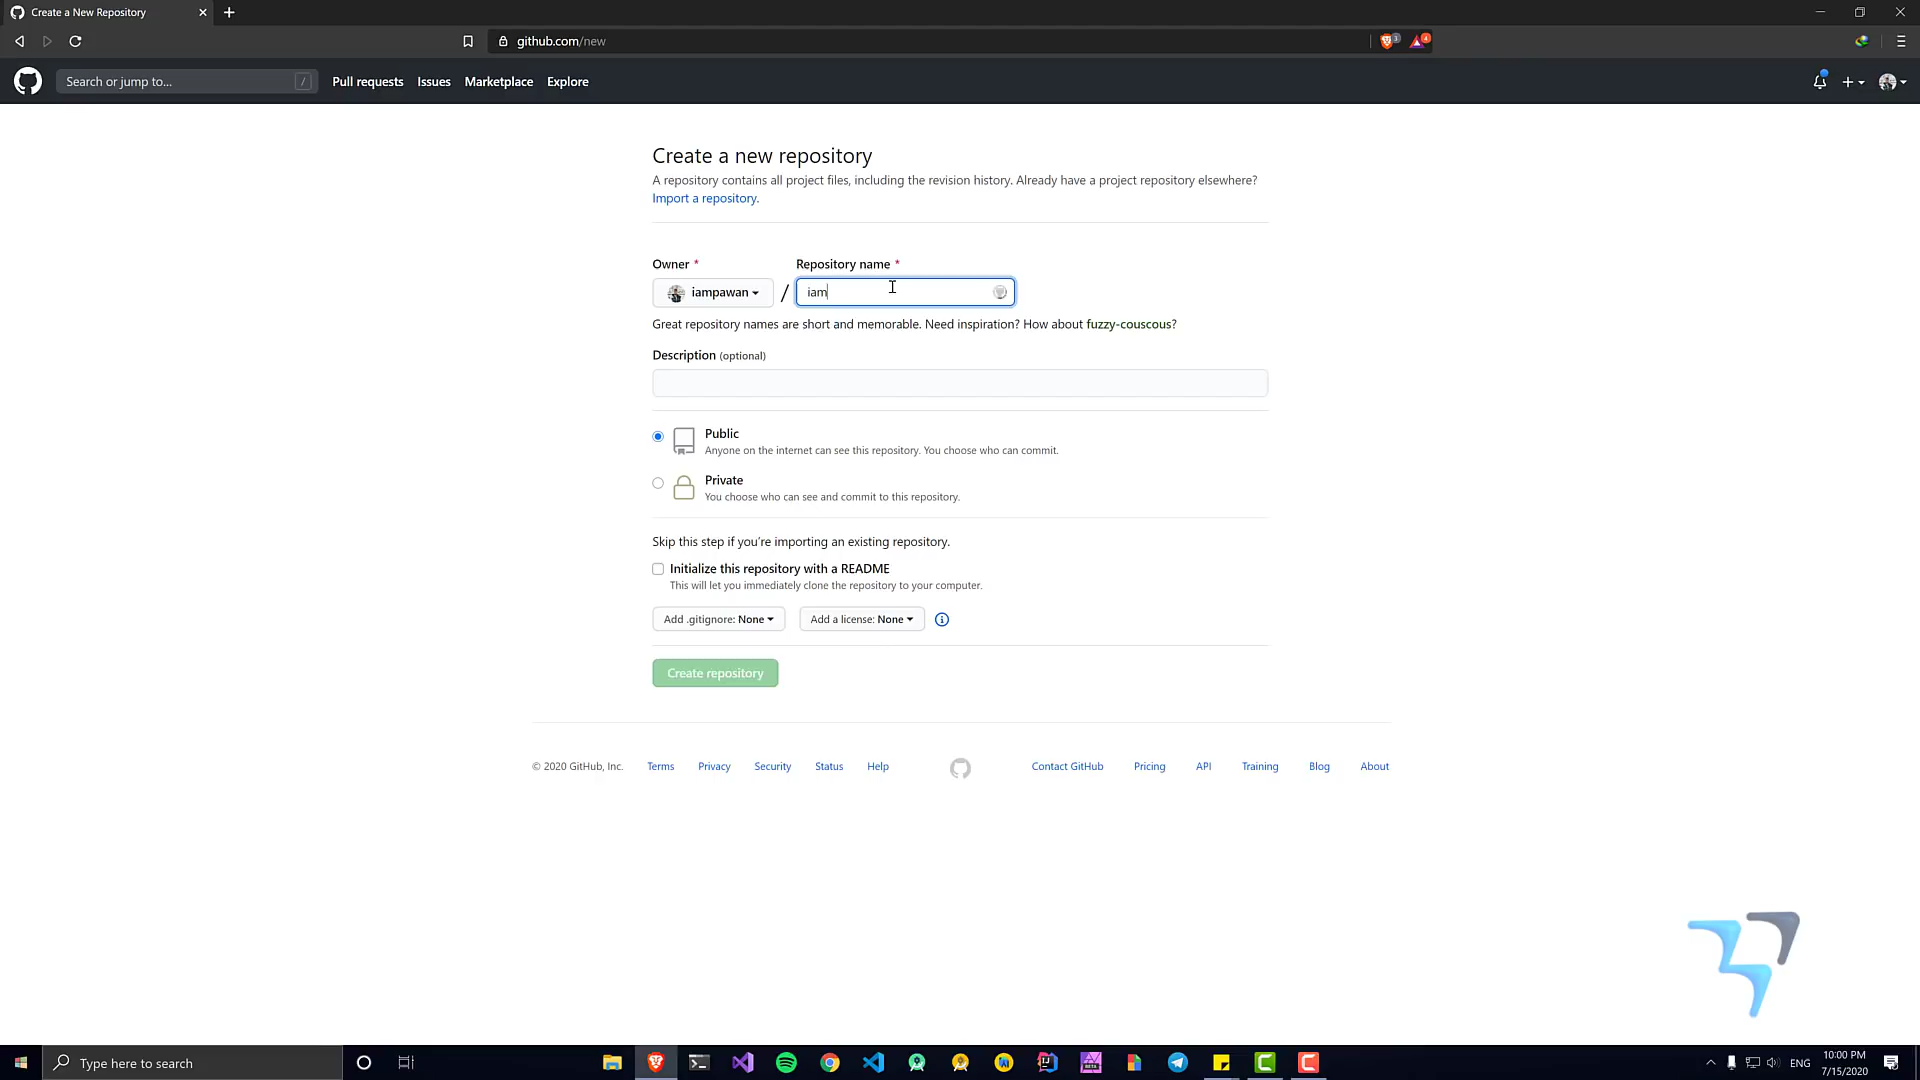 Create a New Repository
github.com/new
Search or jump to...
/
Pull requests
Issues
Marketplace
Explore
Create a new repository
A repository contains all project files, including the revision history. Already have a project repository elsewhere?
Import a repository.
Owner *
Repository name *
iampawan
/
iam
Great repository names are short and memorable. Need inspiration? How about fuzzy-couscous?
Description (optional)
Public
Anyone on the internet can see this repository. You choose who can commit.
Private
You choose who can see and commit to this repository.
Skip this step if you're importing an existing repository.
Initialize this repository with a README
This will let you immediately clone the repository to your computer.
Add .gitignore: None
Add a license: None
Create repository
© 2020 GitHub, Inc.
Terms
Privacy
Security
Status
Help
Contact GitHub
Pricing
API
Training
Blog
About
Type here to search
ENG
10:00 PM
7/15/2020